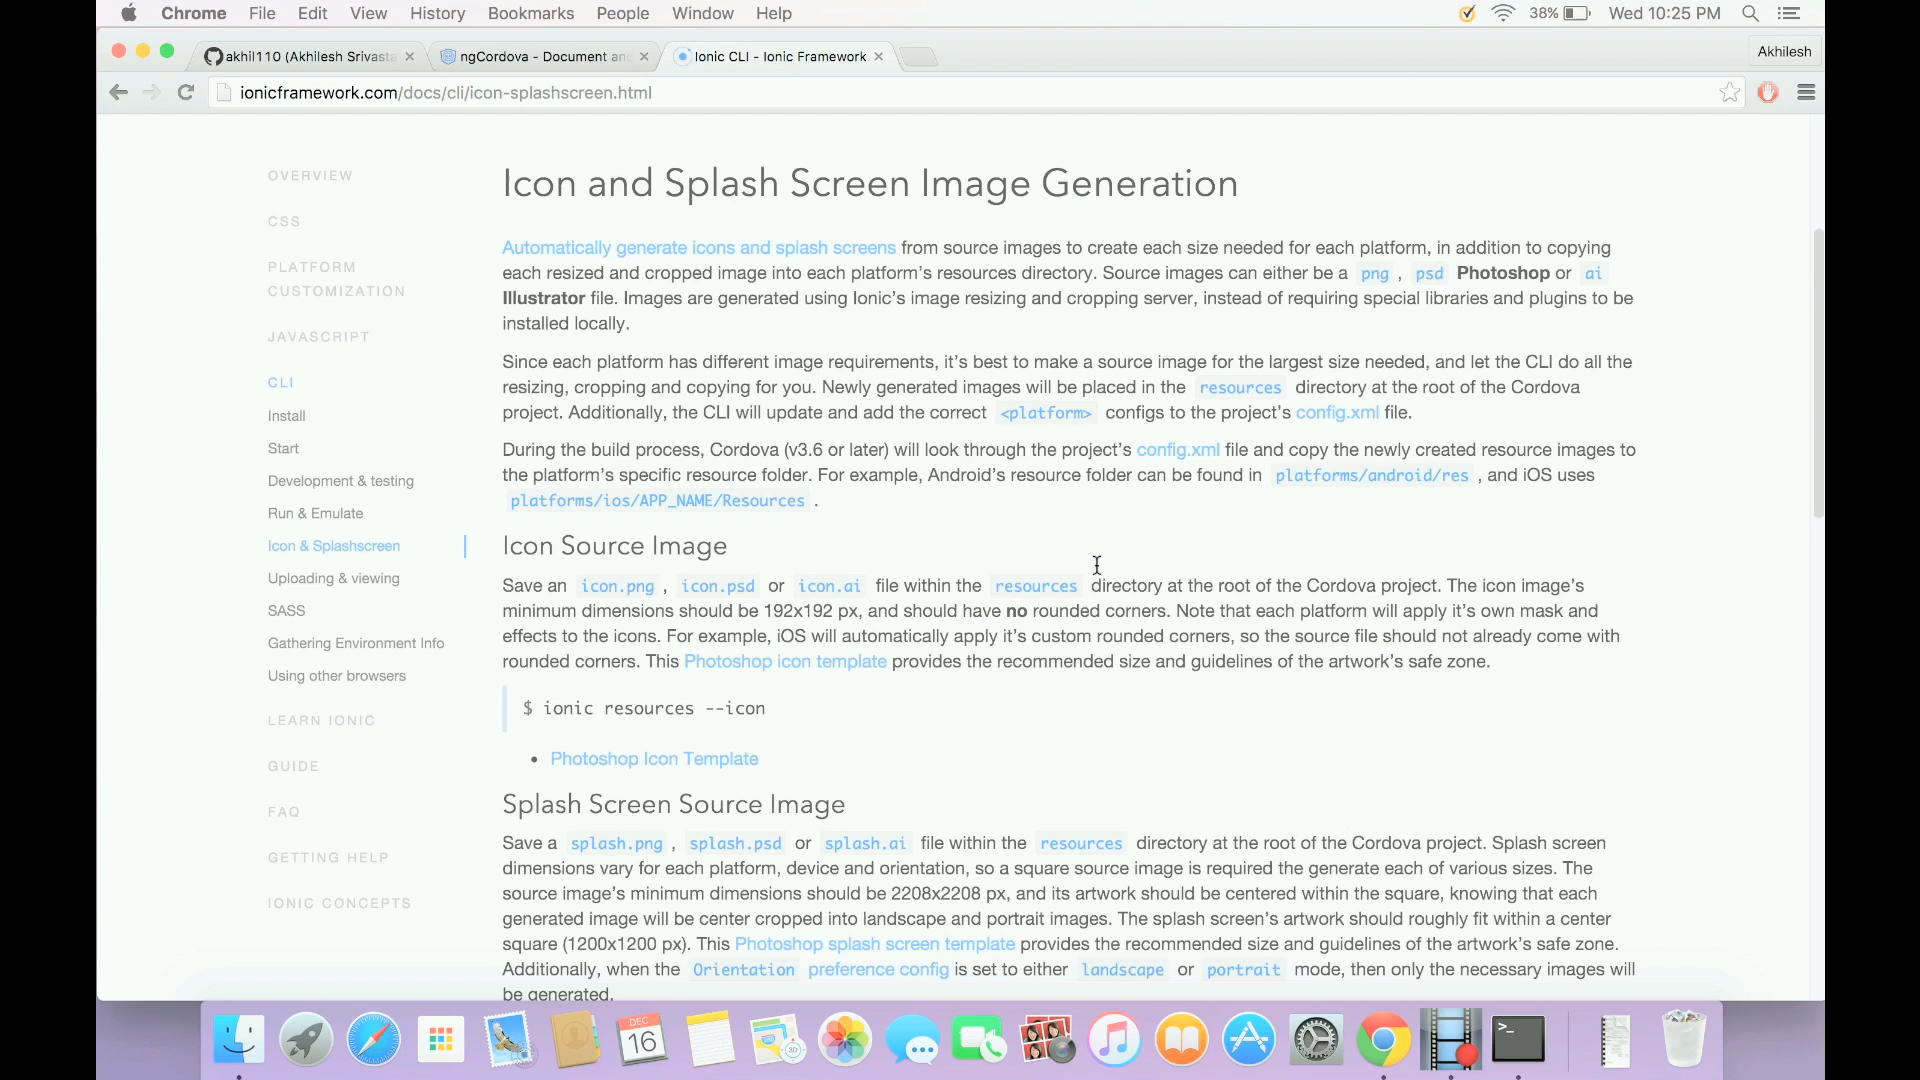 Chrome File Edit View History Bookmarks People Window Help 38% Wed 10:25 PM
akhil110 (Akhilesh Srivasta ngCordova - Document and Ionic CLI - Ionic Framework Akhilesh
ionicframework.com/docs/cli/icon-splashscreen.html
OVERVIEW
CSS
PLATFORM
CUSTOMIZATION
JAVASCRIPT
CLI
Install
Start
Development & testing
Run & Emulate
Icon & Splashscreen
Uploading & viewing
SASS
Gathering Environment Info
Using other browsers
LEARN IONIC
GUIDE
FAQ
GETTING HELP
IONIC CONCEPTS
Icon and Splash Screen Image Generation
Automatically generate icons and splash screens from source images to create each size needed for each platform, in addition to copying
each resized and cropped image into each platform's resources directory. Source images can either be a png , psd Photoshop or ai
Illustrator file. Images are generated using Ionic's image resizing and cropping server, instead of requiring special libraries and plugins to be
installed locally.
Since each platform has different image requirements, it's best to make a source image for the largest size needed, and let the CLI do all the
resizing, cropping and copying for you. Newly generated images will be placed in the resources directory at the root of the Cordova
project. Additionally, the CLI will update and add the correct <platform> configs to the project's config.xml file.
During the build process, Cordova (v3.6 or later) will look through the project's config.xml file and copy the newly created resource images to
the platform's specific resource folder. For example, Android's resource folder can be found in platforms/android/res , and iOS uses
platforms/ios/APP_NAME/Resources .
Icon Source Image
Save an icon.png , icon.psd or icon.ai file within the resources directory at the root of the Cordova project. The icon image's
minimum dimensions should be 192x192 px, and should have no rounded corners. Note that each platform will apply it's own mask and
effects to the icons. For example, iOS will automatically apply it's custom rounded corners, so the source file should not already come with
rounded corners. This Photoshop icon template provides the recommended size and guidelines of the artwork's safe zone.
$ ionic resources --icon
• Photoshop Icon Template
Splash Screen Source Image
Save a splash.png , splash.psd or splash.ai file within the resources directory at the root of the Cordova project. Splash screen
dimensions vary for each platform, device and orientation, so a square source image is required the generate each of various sizes. The
source image's minimum dimensions should be 2208x2208 px, and its artwork should be centered within the square, knowing that each
generated image will be center cropped into landscape and portrait images. The splash screen's artwork should roughly fit within a center
square (1200x1200 px). This Photoshop splash screen template provides the recommended size and guidelines of the artwork's safe zone.
Additionally, when the Orientation preference config is set to either landscape or portrait mode, then only the necessary images will
be generated.
DEC
16
3D
>_